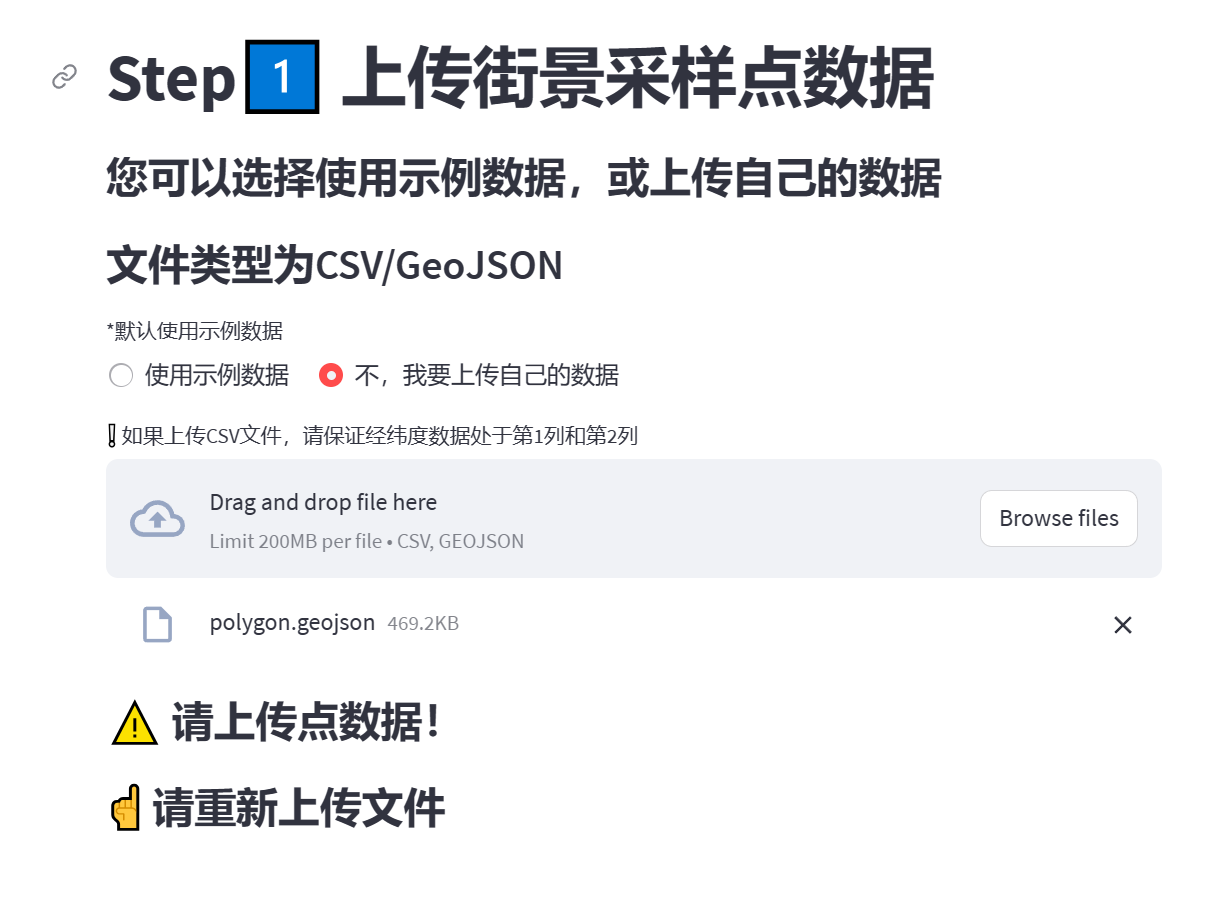 Step1️⃣ 上传街景采样点数据
您可以选择使用示例数据，或上传自己的数据
文件类型为CSV/GeoJSON
*默认使用示例数据
使用示例数据 不，我要上传自己的数据
❗如果上传CSV文件，请保证经纬度数据处于第1列和第2列
Drag and drop file here
Limit 200MB per file • CSV, GEOJSON
Browse files
polygon.geojson 469.2KB
⚠️ 请上传点数据！
☝️请重新上传文件